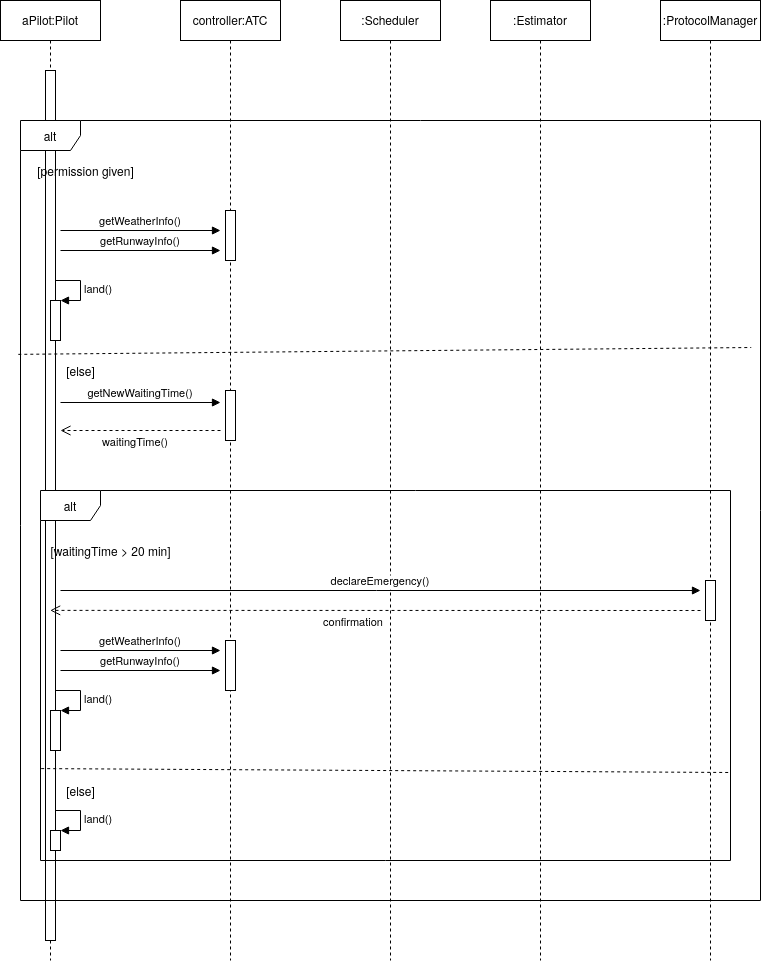 aPilot:Pilot
controller:ATC
:Scheduler
:Estimator
:ProtocolManager
alt
[permission given]
getWeatherInfo()
getRunwayInfo()
land()
[else]
getNewWaitingTime()
waitingTime()
alt
[waitingTime > 20 min]
declareEmergency()
confirmation
getWeatherInfo()
getRunwayInfo()
land()
[else]
land()